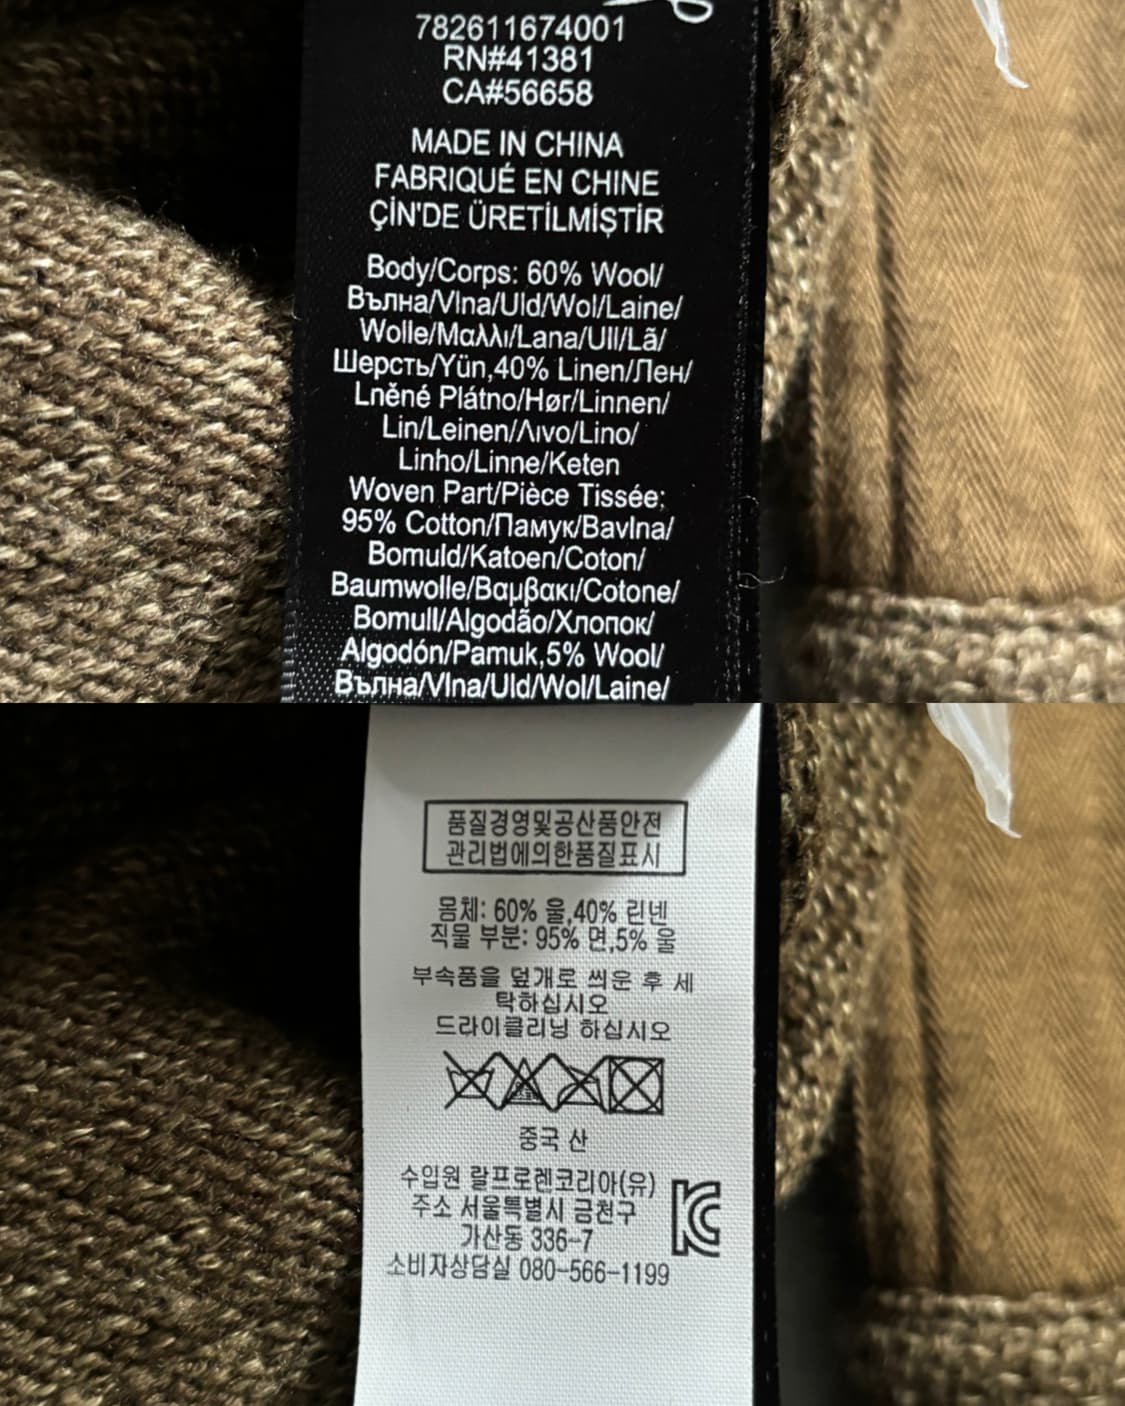 782611674001
RN#41381
CA#56658
MADE IN CHINA
FABRIQUÉ EN CHINE
ÇİN'DE ÜRETİLMİŞTİR
Body/Corps: 60% Wool/
Вълна/Vlna/Uld/Wol/Laine/
Wolle/Μαλλι/Lana/Ull/Lã/
Шерсть/Yün,40% Linen/Лен/
Lněné Plátno/Hør/Linnen/
Lin/Leinen/Λινο/Lino/
Linho/Linne/Keten
Woven Part/Pièce Tissée:
95% Cotton/Памук/Bavlna/
Bomuld/Katoen/Coton/
Baumwolle/Βαμβακι/Cotone/
Bomull/Algodão/Хлопок/
Algodón/Pamuk,5% Wool/
Вълна/Vlna/Uld/Wol/Laine/
품질경영및공산품안전
관리법에의한품질표시
몸체: 60% 울,40% 린넨
직물 부분: 95% 면,5% 울
부속품을 덮개로 씌운 후 세
탁하십시오
드라이클리닝 하십시오
중국 산
수입원 랄프로렌코리아(유)
주소 서울특별시 금천구
가산동 336-7
소비자상담실 080-566-1199